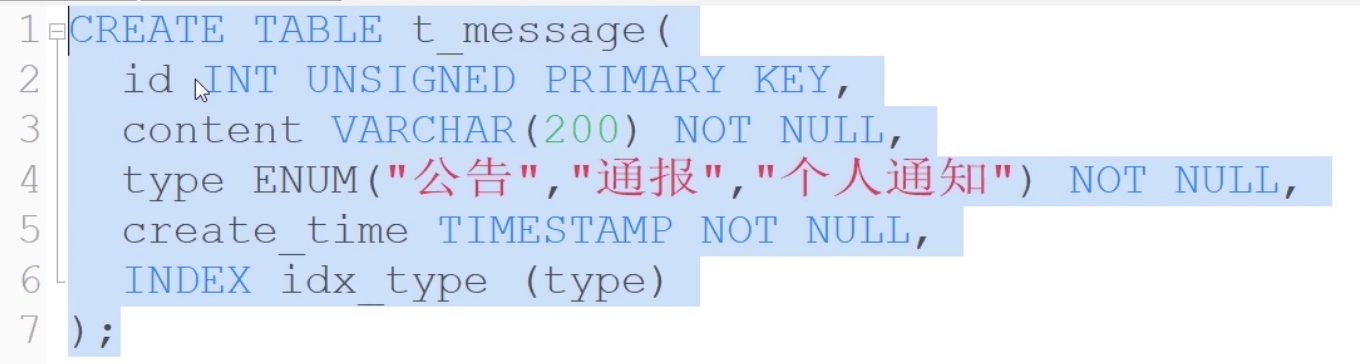 1 CREATE TABLE t_message(
2 id INT UNSIGNED PRIMARY KEY,
3 content VARCHAR(200) NOT NULL,
4 type ENUM("公告","通报","个人通知") NOT NULL,
5 create_time TIMESTAMP NOT NULL,
6 INDEX idx_type (type)
7 );